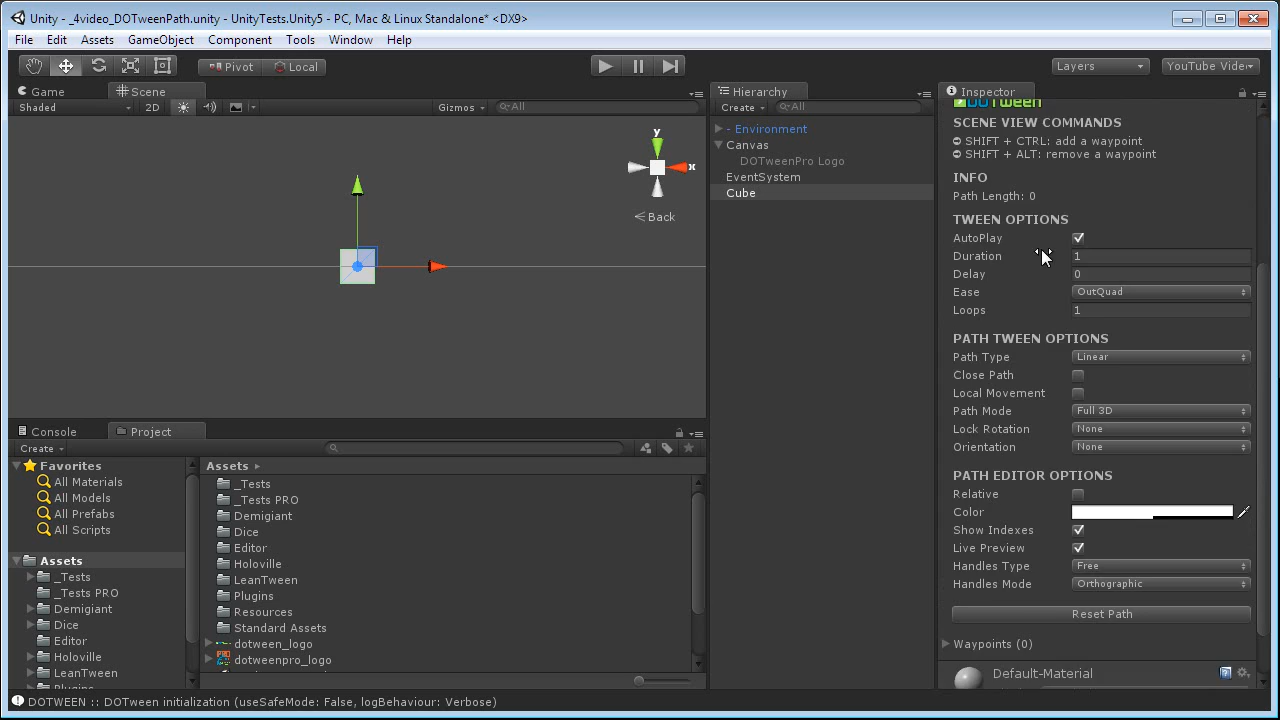 Unity - _4video_DOTweenPath.unity - UnityTests.Unity5 - PC, Mac & Linux Standalone* <DX9>
File Edit Assets GameObject Component Tools Window Help
Pivot Local Layers YouTube Video
Game Scene
Shaded 2D Gizmos All
y
x
Back
Hierarchy
Create All
- Environment
Canvas
DOTweenPro Logo
EventSystem
Cube
Inspector
DOTween
SCENE VIEW COMMANDS
SHIFT + CTRL: add a waypoint
SHIFT + ALT: remove a waypoint
INFO
Path Length: 0
TWEEN OPTIONS
AutoPlay
Duration 1
Delay 0
Ease OutQuad
Loops 1
PATH TWEEN OPTIONS
Path Type Linear
Close Path
Local Movement
Path Mode Full 3D
Lock Rotation None
Orientation None
PATH EDITOR OPTIONS
Relative
Color
Show Indexes
Live Preview
Handles Type Free
Handles Mode Orthographic
Reset Path
Waypoints (0)
Default-Material
Console Project
Create
Favorites
All Materials
All Models
All Prefabs
All Scripts
Assets
_Tests
_Tests PRO
Demigiant
Dice
Editor
Holoville
LeanTween
Plugins
Assets
_Tests
_Tests PRO
Demigiant
Dice
Editor
Holoville
LeanTween
Plugins
Resources
Standard Assets
dotween_logo
dotweenpro_logo
DOTWEEN :: DOTween initialization (useSafeMode: False, logBehaviour: Verbose)